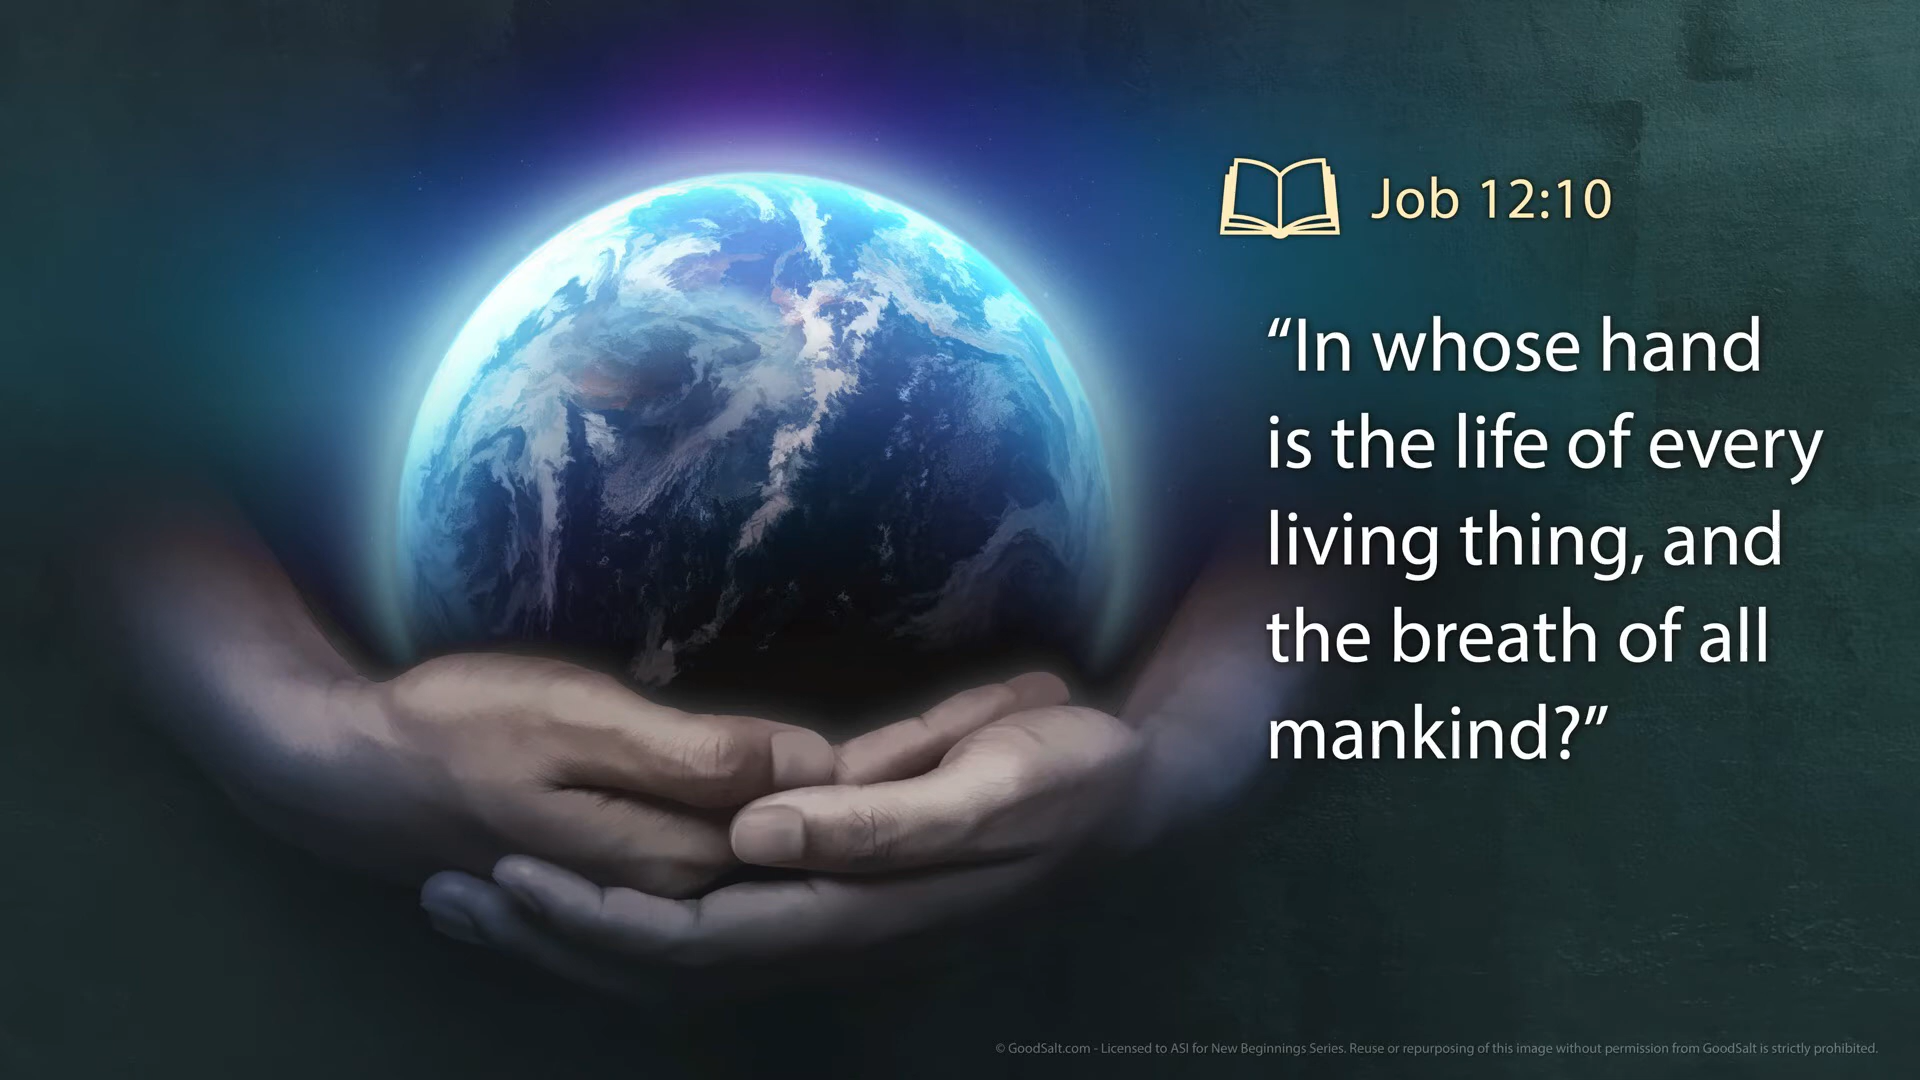 Job 12:10
“In whose hand
is the life of every
living thing, and
the breath of all
mankind?”
© GoodSalt.com - Licensed to ASI for New Beginnings Series. Reuse or repurposing of this image without permission from GoodSalt is strictly prohibited.